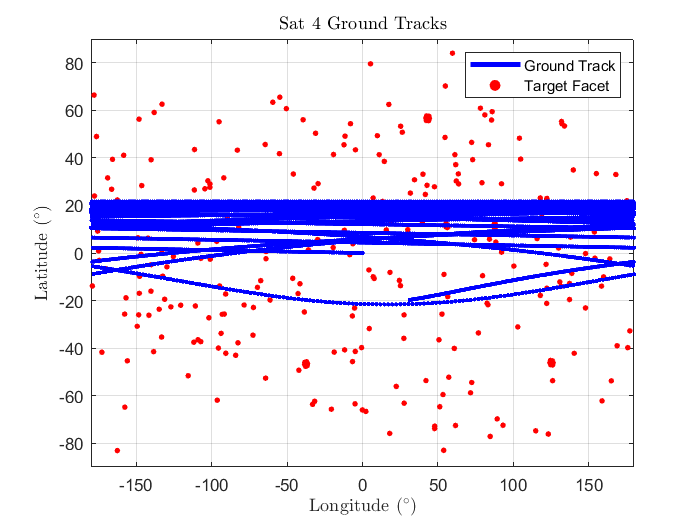 Sat 4 Ground Tracks
Ground Track
Target Facet
80
60
40
20
0
-20
-40
-60
-80
Latitude (°)
-150 -100 -50 0 50 100 150
Longitude (°)